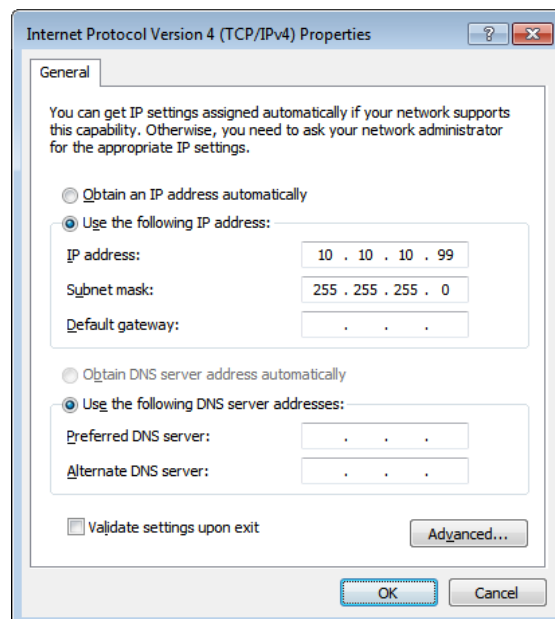 Internet Protocol Version 4 (TCP/IPv4) Properties
?
General
You can get IP settings assigned automatically if your network supports
this capability. Otherwise, you need to ask your network administrator
for the appropriate IP settings.
Obtain an IP address automatically
Use the following IP address:
IP address: 10 . 10 . 10 . 99
Subnet mask: 255 . 255 . 255 . 0
Default gateway: . . .
Obtain DNS server address automatically
Use the following DNS server addresses:
Preferred DNS server: . . .
Alternate DNS server: . . .
Validate settings upon exit
Advanced...
OK Cancel